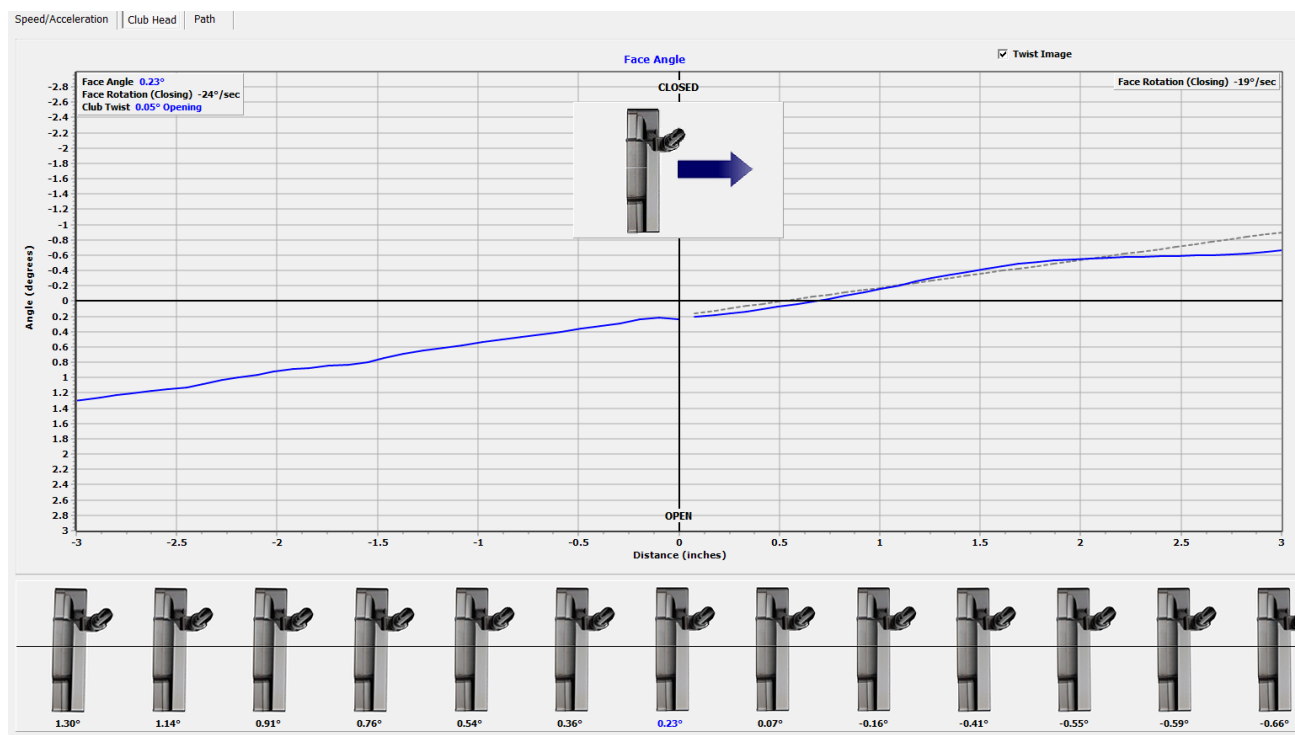 Speed/Acceleration Club Head Path
Face Angle
Twist Image
Face Angle 0.23°
Face Rotation (Closing) -24°/sec
Club Twist 0.05° Opening
CLOSED
Face Rotation (Closing) -19°/sec
-2.8
-2.6
-2.4
-2.2
-2
-1.8
-1.6
-1.4
-1.2
-1
-0.8
-0.6
-0.4
-0.2
0
0.2
0.4
0.6
0.8
1
1.2
1.4
1.6
1.8
2
2.2
2.4
2.6
2.8
3
Angle (degrees)
OPEN
-3 -2.5 -2 -1.5 -1 -0.5 0 0.5 1 1.5 2 2.5 3
Distance (inches)
1.30° 1.14° 0.91° 0.76° 0.54° 0.36° 0.23° 0.07° -0.16° -0.41° -0.55° -0.59° -0.66°